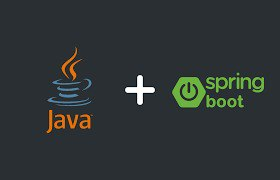 Java
+
spring
boot